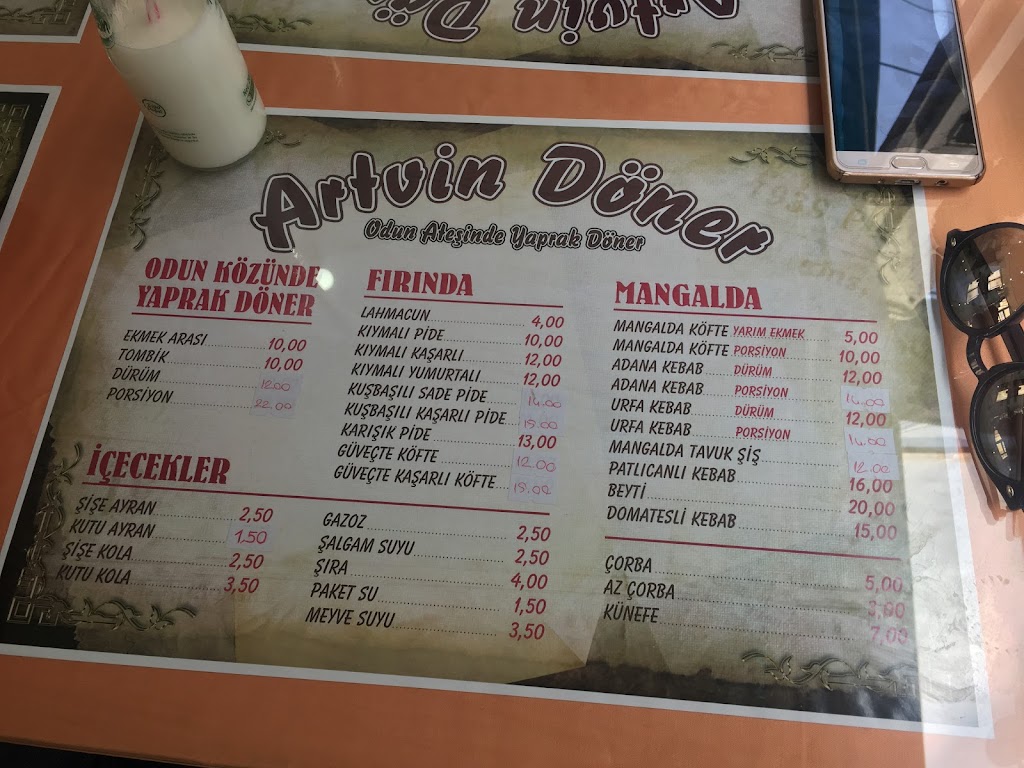 Artvin Döner
Odun Ateşinde Yaprak Döner
ODUN KÖZÜNDE
YAPRAK DÖNER
EKMEK ARASI 10,00
TOMBİK 10,00
DÜRÜM 12.00
PORSİYON 22.00
FIRINDA
LAHMACUN 4,00
KIYMALI PİDE 10,00
KIYMALI KAŞARLI 12,00
KIYMALI YUMURTALI 12,00
KUŞBAŞILI SADE PİDE 14.00
KUŞBAŞILI KAŞARLI PİDE 15.00
KARIŞIK PİDE 13,00
GÜVEÇTE KÖFTE 12.00
GÜVEÇTE KAŞARLI KÖFTE 15.00
MANGALDA
MANGALDA KÖFTE YARIM EKMEK 5,00
MANGALDA KÖFTE PORSİYON 10,00
ADANA KEBAB DÜRÜM 12,00
ADANA KEBAB PORSİYON 14.00
URFA KEBAB DÜRÜM 12,00
URFA KEBAB PORSİYON 14.00
MANGALDA TAVUK ŞİŞ 12.00
PATLICANLI KEBAB 16,00
BEYTİ 20,00
DOMATESLİ KEBAB 15,00
İÇECEKLER
ŞİŞE AYRAN 2,50
KUTU AYRAN 1.50
ŞİŞE KOLA 2,50
KUTU KOLA 3,50
GAZOZ 2,50
ŞALGAM SUYU 2,50
ŞIRA 4,00
PAKET SU 1,50
MEYVE SUYU 3,50
ÇORBA 5,00
AZ ÇORBA 3,00
KÜNEFE 7,00